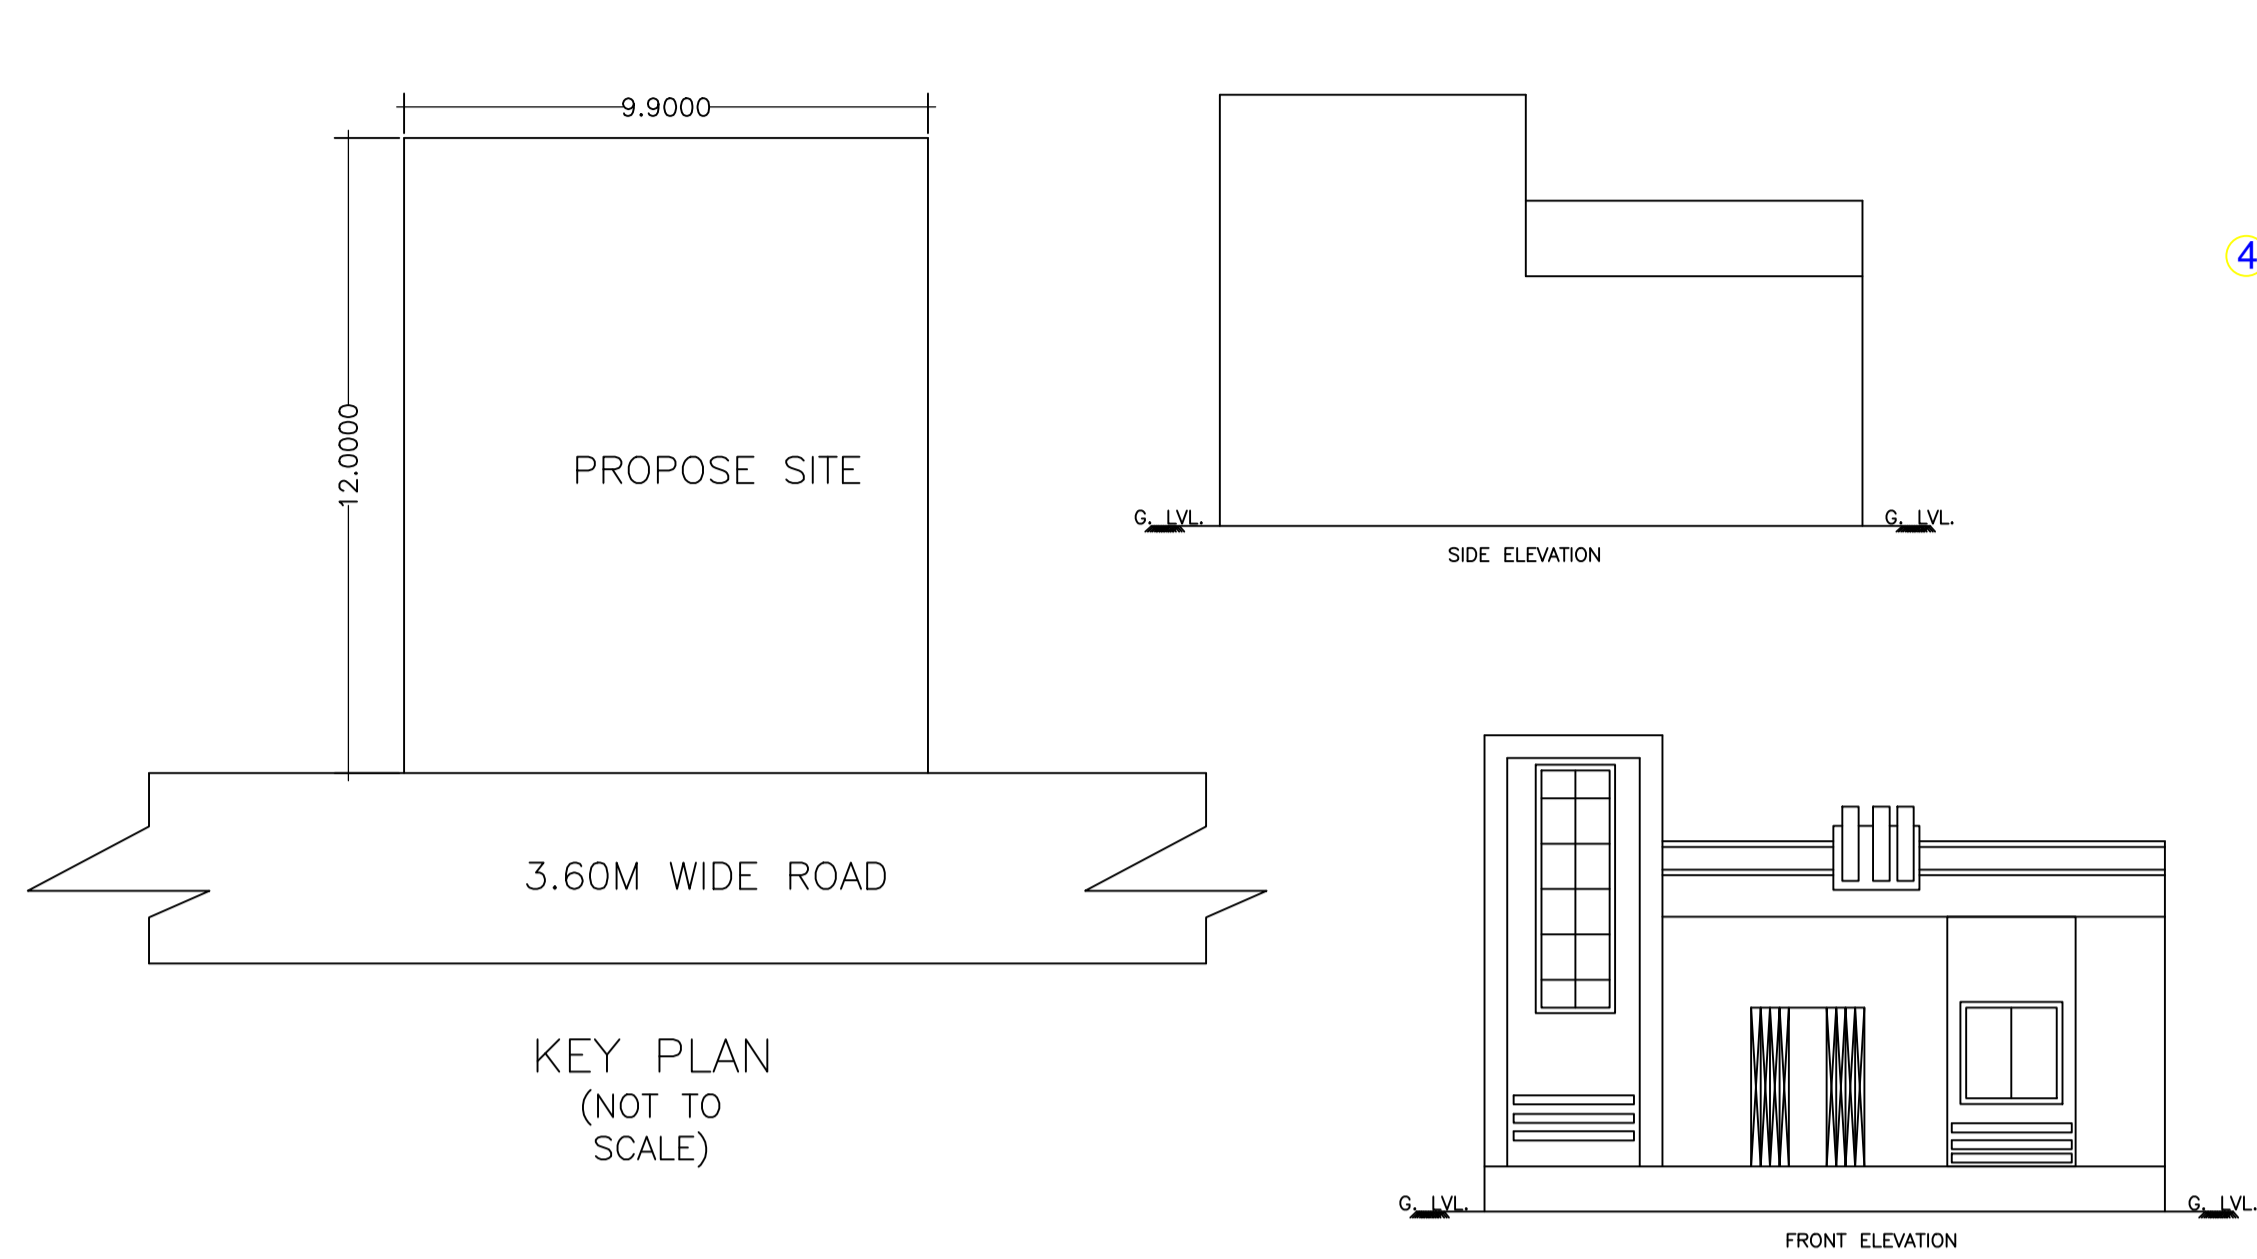 9.9000
12.0000
PROPOSE SITE
3.60M WIDE ROAD
KEY PLAN
(NOT TO
SCALE)
G. LVL.
G. LVL.
SIDE ELEVATION
4
G. LVL.
G. LVL.
FRONT ELEVATION